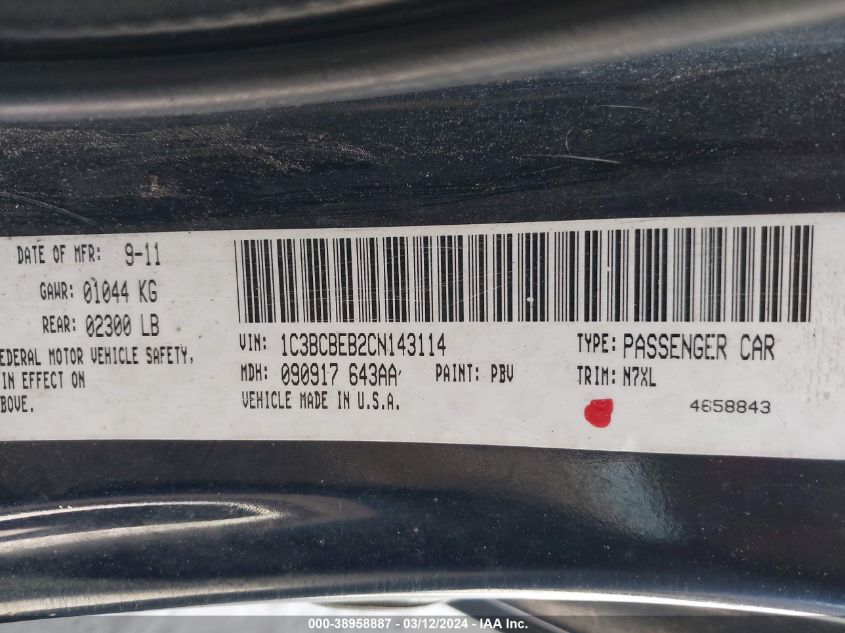 DATE OF MFR: 9-11
GAWR: 01044 KG
REAR: 02300 LB
EDERAL MOTOR VEHICLE SAFETY,
IN EFFECT ON
BOVE.
VIN: 1C3BCBEB2CN143114
TYPE: PASSENGER CAR
MDH: 090917 643AA PAINT: PBV
TRIM: N7XL
VEHICLE MADE IN U.S.A.
4658843
000-38958887 - 03/12/2024 - IAA Inc.